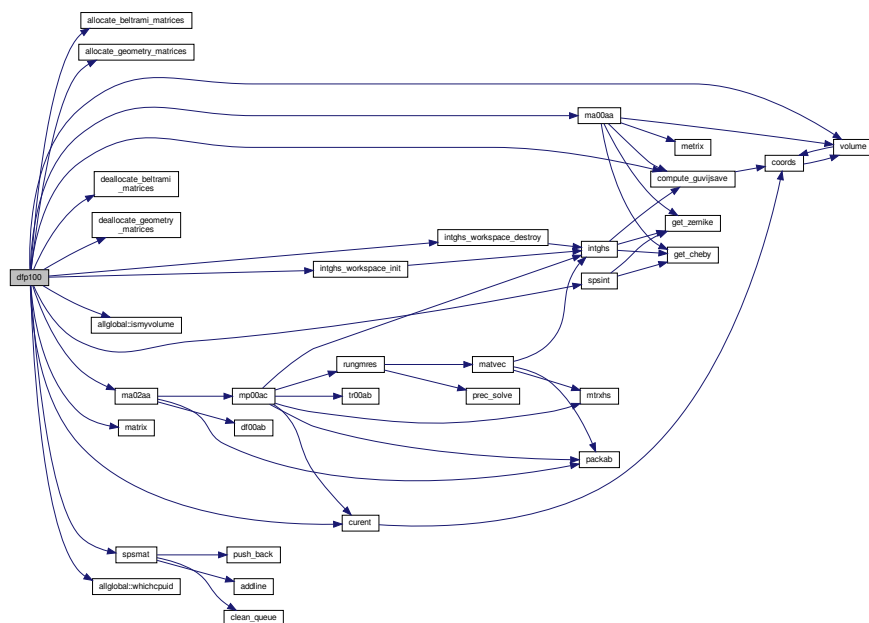 allocate_beltrami_matrices
allocate_geometry_matrices
ma00aa
metrix
volume
coords
compute_guvijsave
deallocate_beltrami
_matrices
deallocate_geometry
_matrices
get_zernike
intghs_workspace_destroy
intghs
get_cheby
intghs_workspace_init
dfp100
spsint
allglobal::ismyvolume
rungmres
matvec
ma02aa
mp00ac
tr00ab
prec_solve
mtrxhs
matrix
df00ab
packab
curent
spsmat
push_back
allglobal::whichcpuid
addline
clean_queue